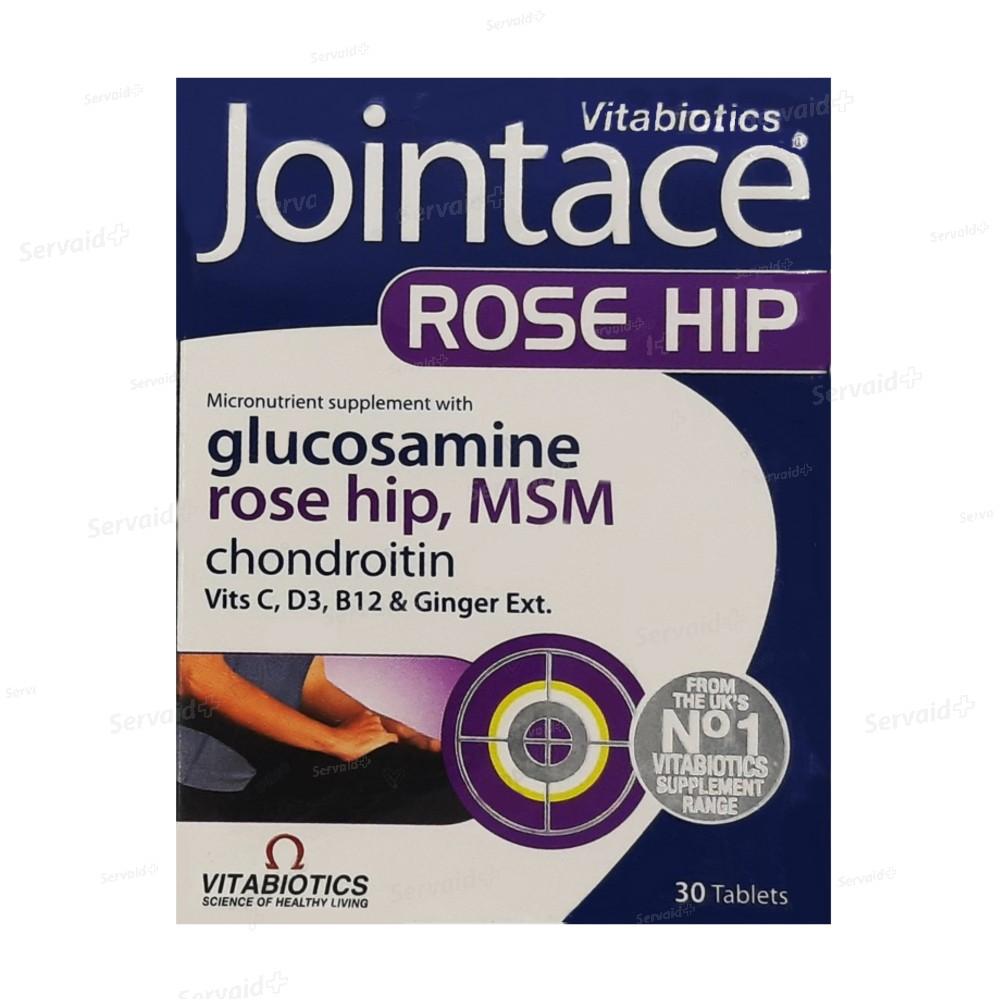 Vitabiotics
Jointace®
ROSE HIP
Micronutrient supplement with
glucosamine
rose hip, MSM
chondroitin
Vits C, D3, B12 & Ginger Ext.
FROM
THE UK'S
Nº1
VITABIOTICS
SUPPLEMENT
RANGE
VITABIOTICS
SCIENCE OF HEALTHY LIVING
30 Tablets
Servaid+